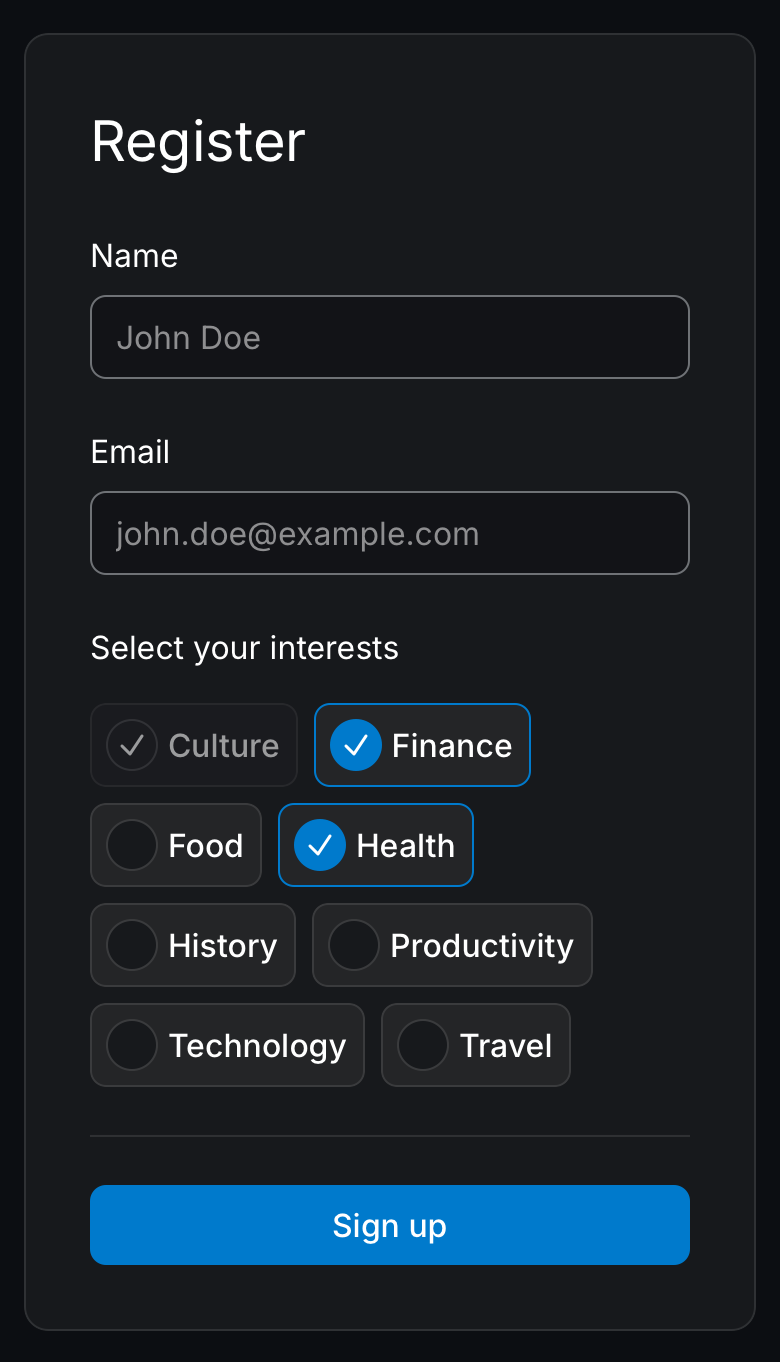 Register
Name
John Doe
Email
john.doe@example.com
Select your interests
Culture Finance
Food Health
History Productivity
Technology Travel
Sign up